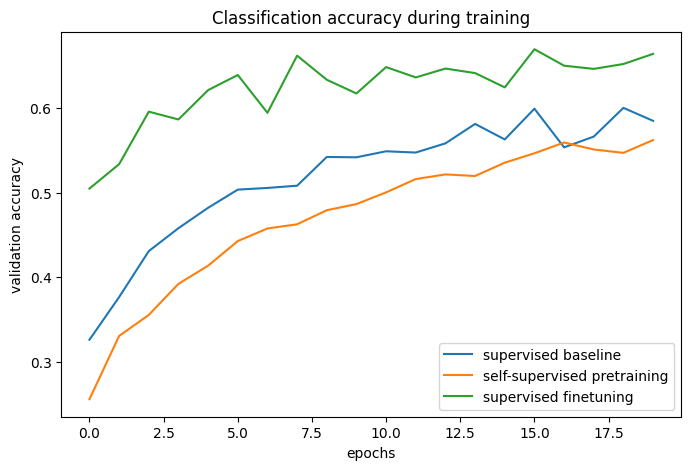 Classification accuracy during training
validation accuracy
0.6
0.5
0.4
0.3
supervised baseline
self-supervised pretraining
supervised finetuning
0.0 2.5 5.0 7.5 10.0 12.5 15.0 17.5
epochs